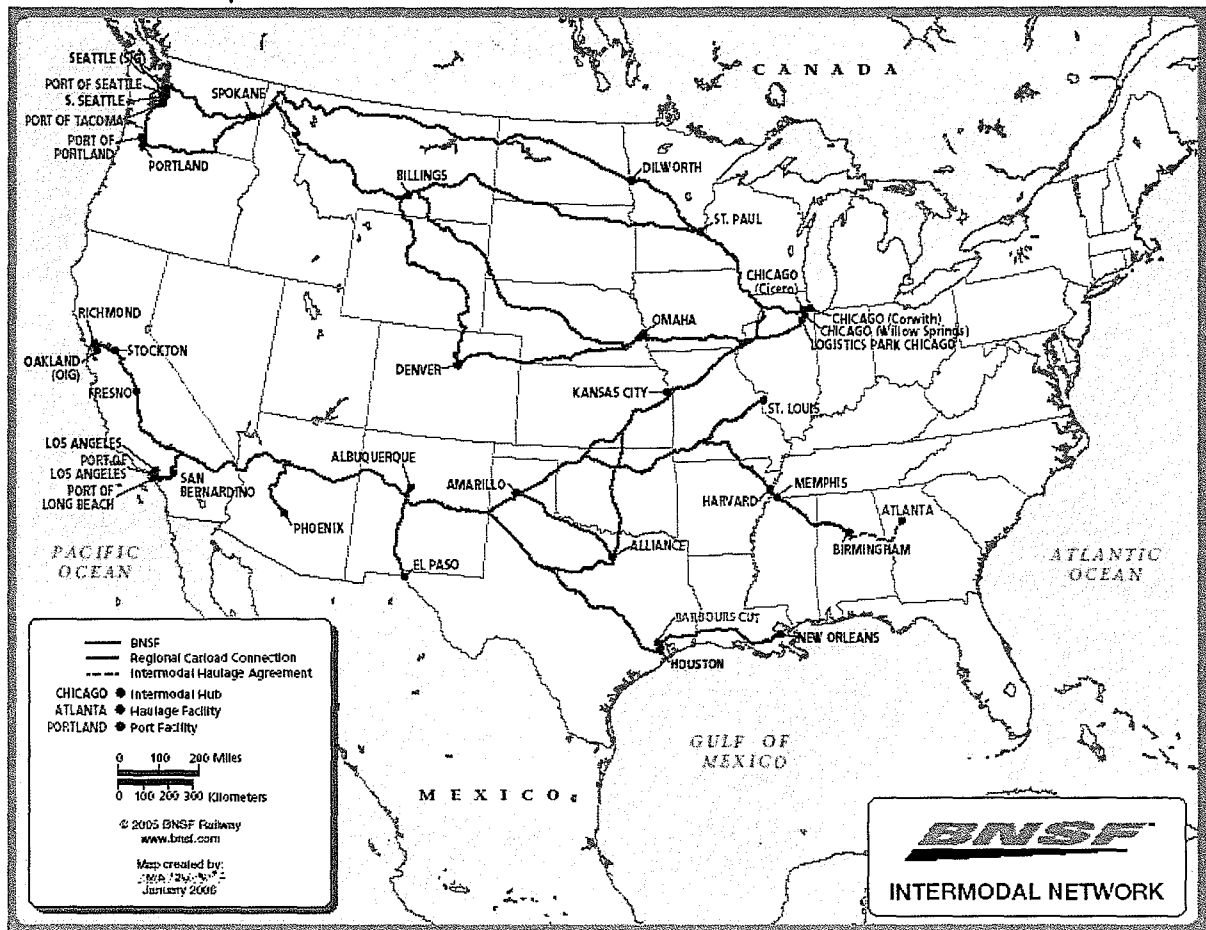 CANADA
SEATTLE (SIG)
PORT OF SEATTLE
S. SEATTLE
PORT OF TACOMA
PORT OF
PORTLAND
PORTLAND
SPOKANE
BILLINGS
DILWORTH
ST. PAUL
CHICAGO
(Cicero)
CHICAGO (Corwith)
CHICAGO (Willow Springs)
LOGISTICS PARK CHICAGO
OMAHA
DENVER
KANSAS CITY
ST. LOUIS
RICHMOND
STOCKTON
OAKLAND
(OIG)
FRESNO
LOS ANGELES
PORT OF
LOS ANGELES
PORT OF
LONG BEACH
SAN
BERNARDINO
PHOENIX
ALBUQUERQUE
AMARILLO
EL PASO
ALLIANCE
HARVARD
MEMPHIS
ATLANTA
BIRMINGHAM
PACIFIC
OCEAN
ATLANTIC
OCEAN
BARBOURS CUT
NEW ORLEANS
HOUSTON
GULF OF
MEXICO
MEXICO
BNSF
Regional Carload Connection
Intermodal Haulage Agreement
CHICAGO Intermodal Hub
ATLANTA Haulage Facility
PORTLAND Port Facility
0 100 200 Miles
0 100 200 300 Kilometers
© 2005 BNSF Railway
www.bnsf.com
Map created by:
January 2006
BNSF
INTERMODAL NETWORK